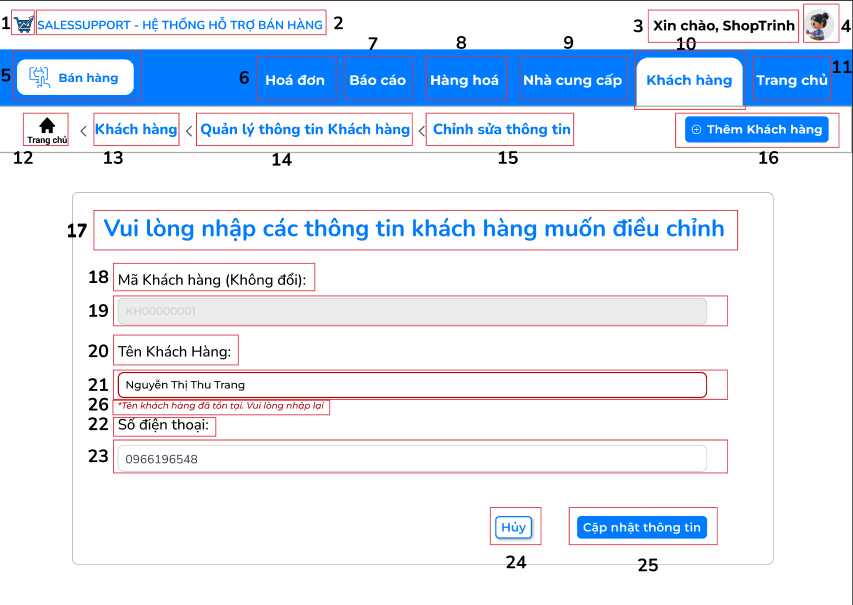 1 SALESSUPPORT - HỆ THỐNG HỖ TRỢ BÁN HÀNG 2
3 Xin chào, ShopTrinh 4
5 Bán hàng 6 Hoá đơn 7 Báo cáo 8 Hàng hoá 9 Nhà cung cấp 10 Khách hàng Trang chủ 11
Trang chủ < Khách hàng < Quản lý thông tin Khách hàng < Chỉnh sửa thông tin Thêm Khách hàng
12 13 14 15 16
17 Vui lòng nhập các thông tin khách hàng muốn điều chỉnh
18 Mã Khách hàng (Không đổi):
19 KH00000001
20 Tên Khách Hàng:
21 Nguyễn Thị Thu Trang
26 *Tên khách hàng đã tồn tại. Vui lòng nhập lại
22 Số điện thoại:
23 0966196548
Hủy Cập nhật thông tin
24 25